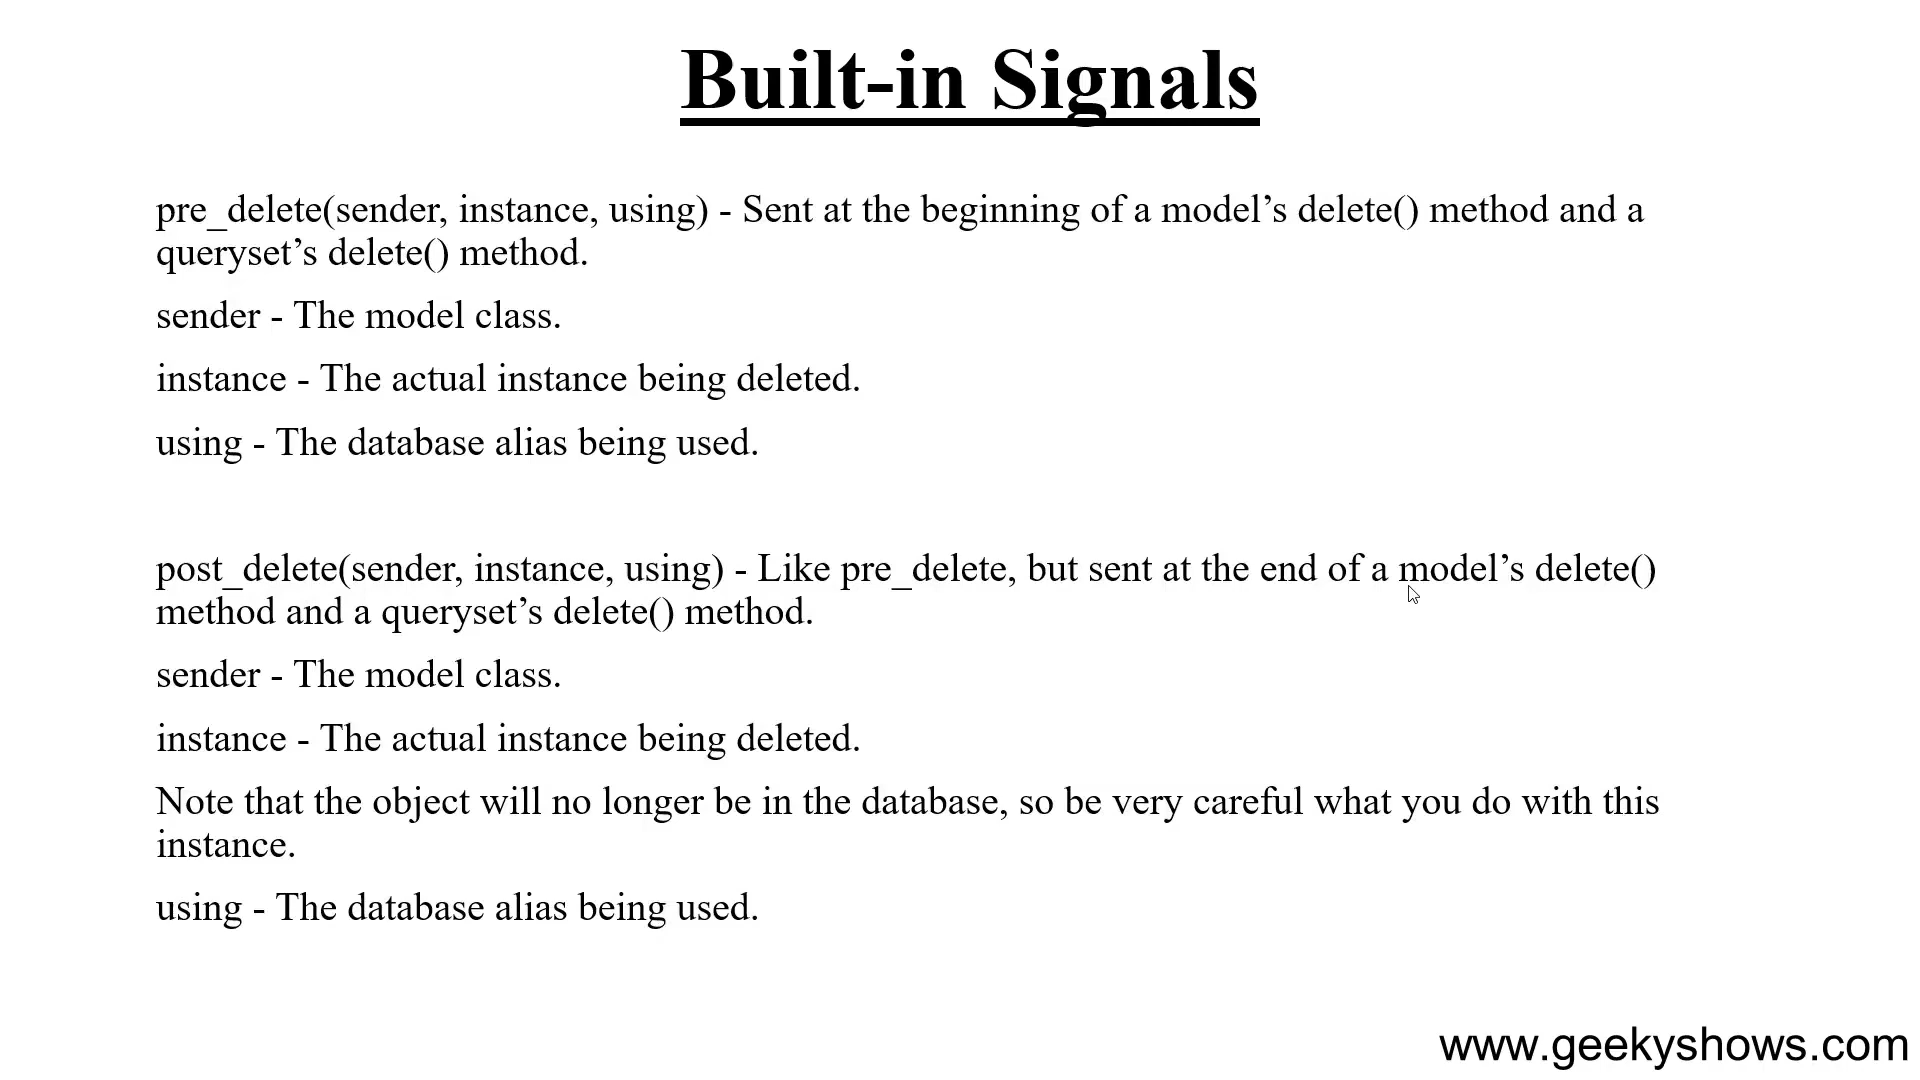 Built-in Signals
pre_delete(sender, instance, using) - Sent at the beginning of a model’s delete() method and a
queryset’s delete() method.
sender - The model class.
instance - The actual instance being deleted.
using - The database alias being used.
post_delete(sender, instance, using) - Like pre_delete, but sent at the end of a model’s delete()
method and a queryset’s delete() method.
sender - The model class.
instance - The actual instance being deleted.
Note that the object will no longer be in the database, so be very careful what you do with this
instance.
using - The database alias being used.
www.geekyshows.com